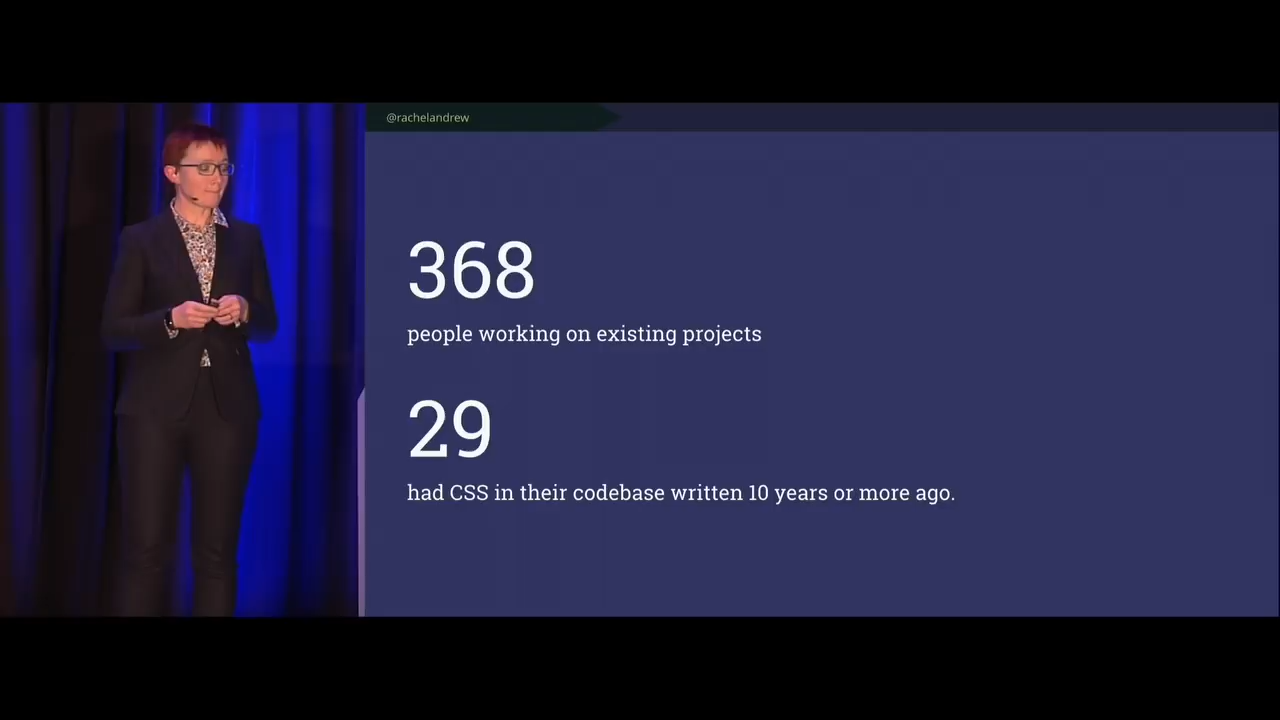 @rachelandrew
368
people working on existing projects
29
had CSS in their codebase written 10 years or more ago.